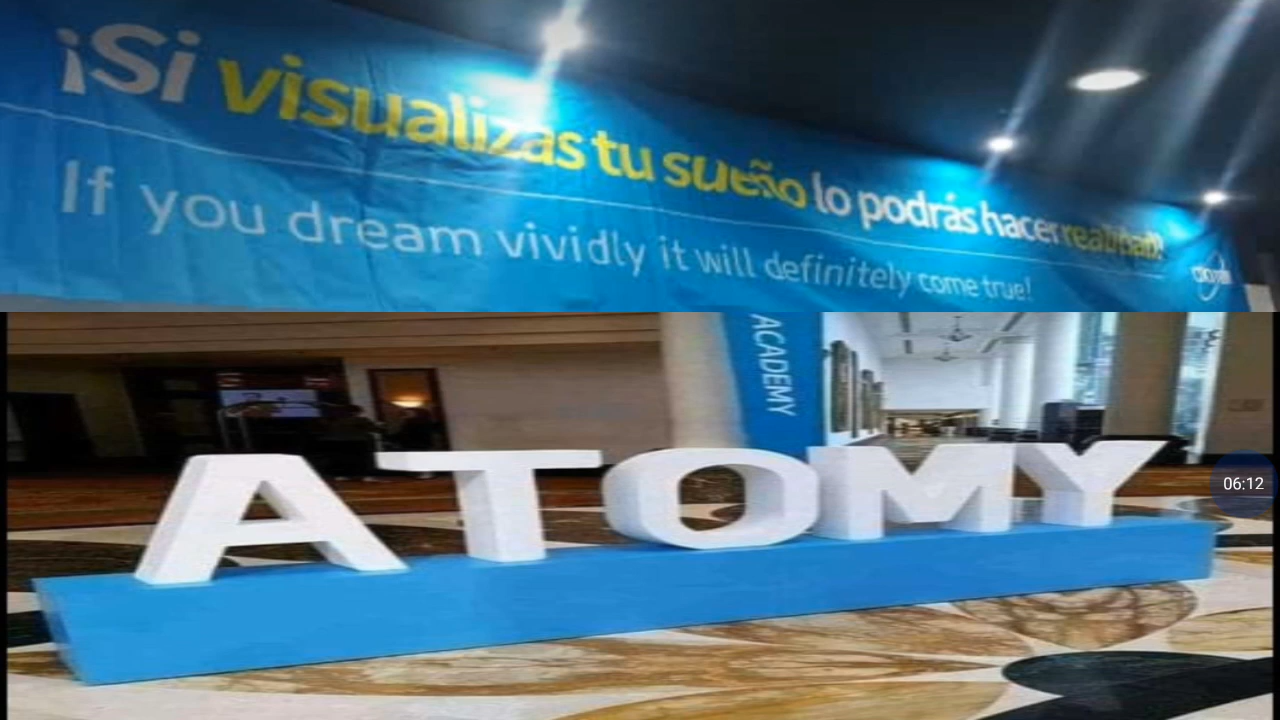 ¡Si visualizas tu sueño lo podrás hacer realidad!
If you dream vividly it will definitely come true!
ACADEMY
ATOMY
06:12